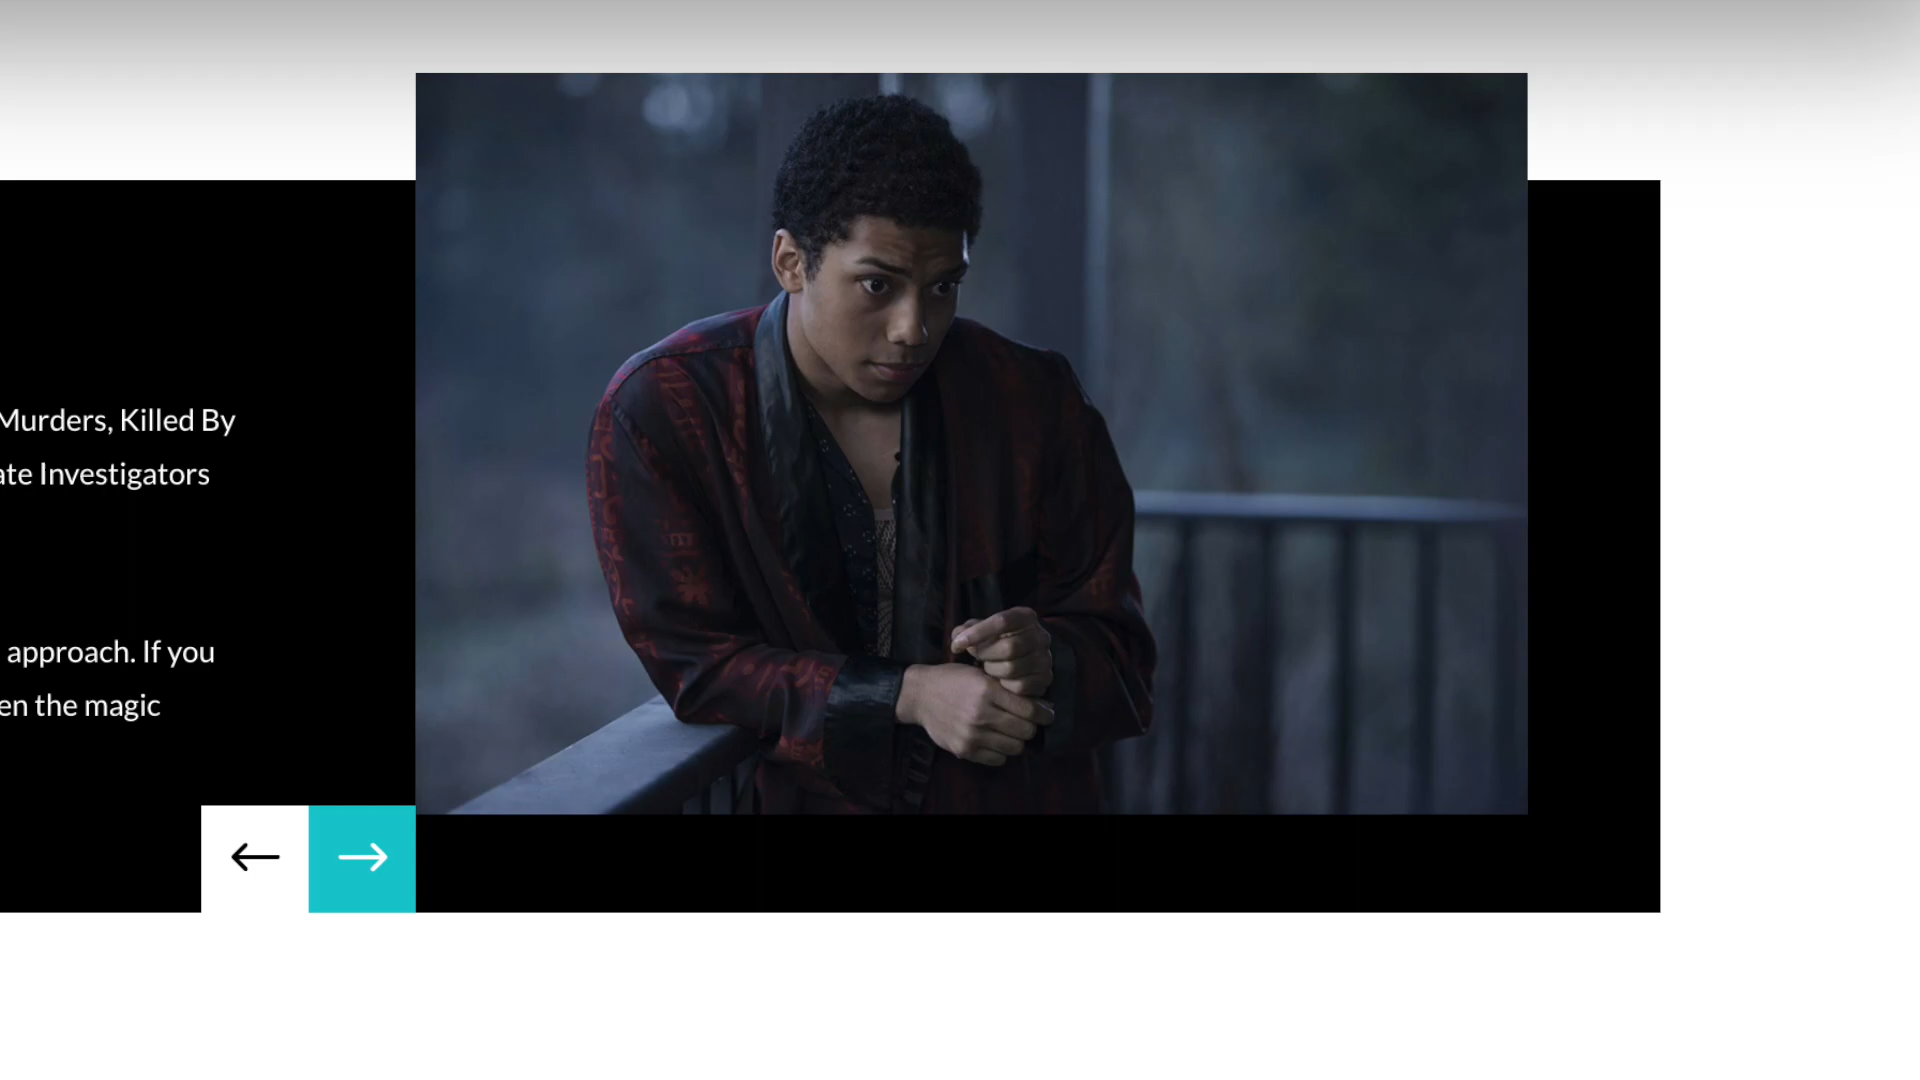 Murders, Killed By
ate Investigators
approach. If you
en the magic